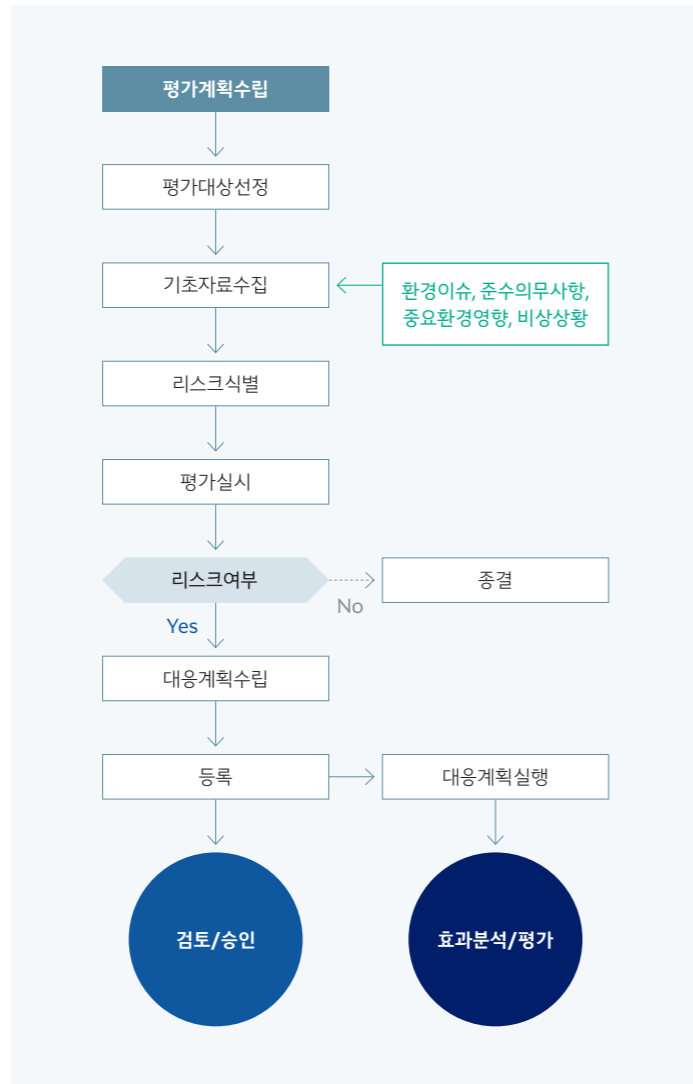 평가계획수립
평가대상선정
기초자료수집
환경이슈, 준수의무사항,
중요환경영향, 비상상황
리스크식별
평가실시
리스크여부
종결
No
Yes
대응계획수립
등록
대응계획실행
검토/승인
효과분석/평가